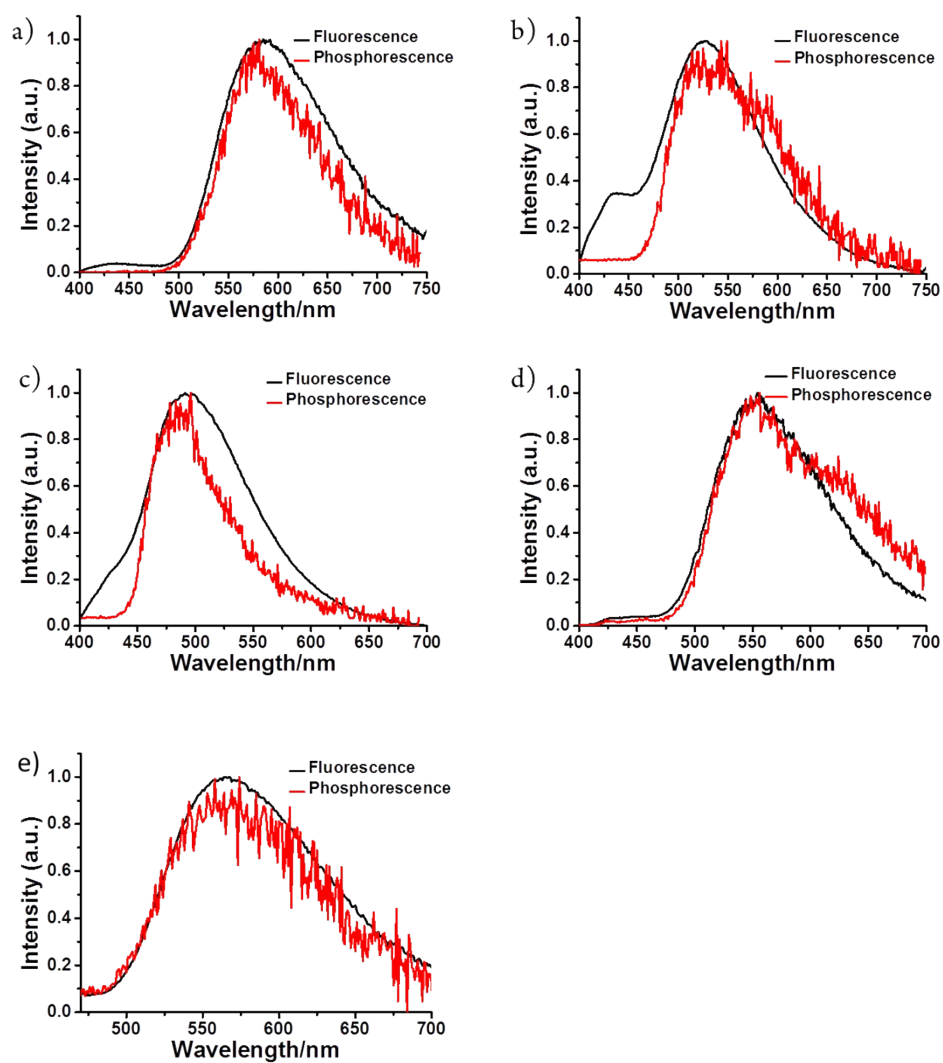 a)
Fluorescence
Phosphorescence
Intensity (a.u.)
1.0
0.8
0.6
0.4
0.2
0.0
400 450 500 550 600 650 700 750
Wavelength/nm
b)
Fluorescence
Phosphorescence
Intensity (a.u.)
1.0
0.8
0.6
0.4
0.2
0.0
400 450 500 550 600 650 700 750
Wavelength/nm
c)
Fluorescence
Phosphorescence
Intensity (a.u.)
1.0
0.8
0.6
0.4
0.2
0.0
400 450 500 550 600 650 700
Wavelength/nm
d)
Fluorescence
Phosphorescence
Intensity (a.u.)
1.0
0.8
0.6
0.4
0.2
0.0
400 450 500 550 600 650 700
Wavelength/nm
e)
Fluorescence
Phosphorescence
Intensity (a.u.)
1.0
0.8
0.6
0.4
0.2
0.0
500 550 600 650 700
Wavelength/nm